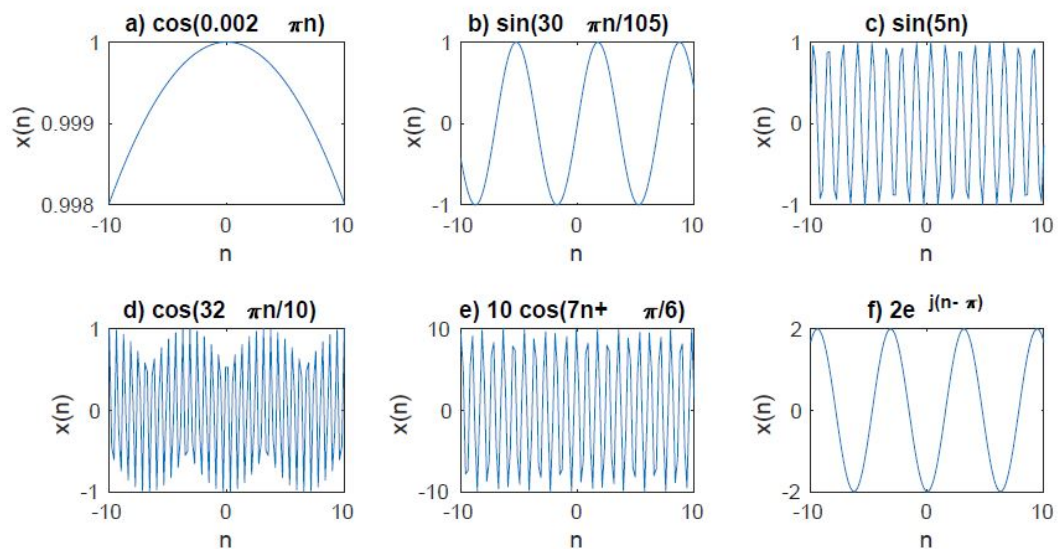 a) cos(0.002 πn)
1
0.999
0.998
x(n)
-10 0 10
n
b) sin(30 πn/105)
1
0
-1
x(n)
-10 0 10
n
c) sin(5n)
1
0
-1
x(n)
-10 0 10
n
d) cos(32 πn/10)
1
0
-1
x(n)
-10 0 10
n
e) 10 cos(7n+ π/6)
10
0
-10
x(n)
-10 0 10
n
f) 2e j(n- π)
2
0
-2
x(n)
-10 0 10
n